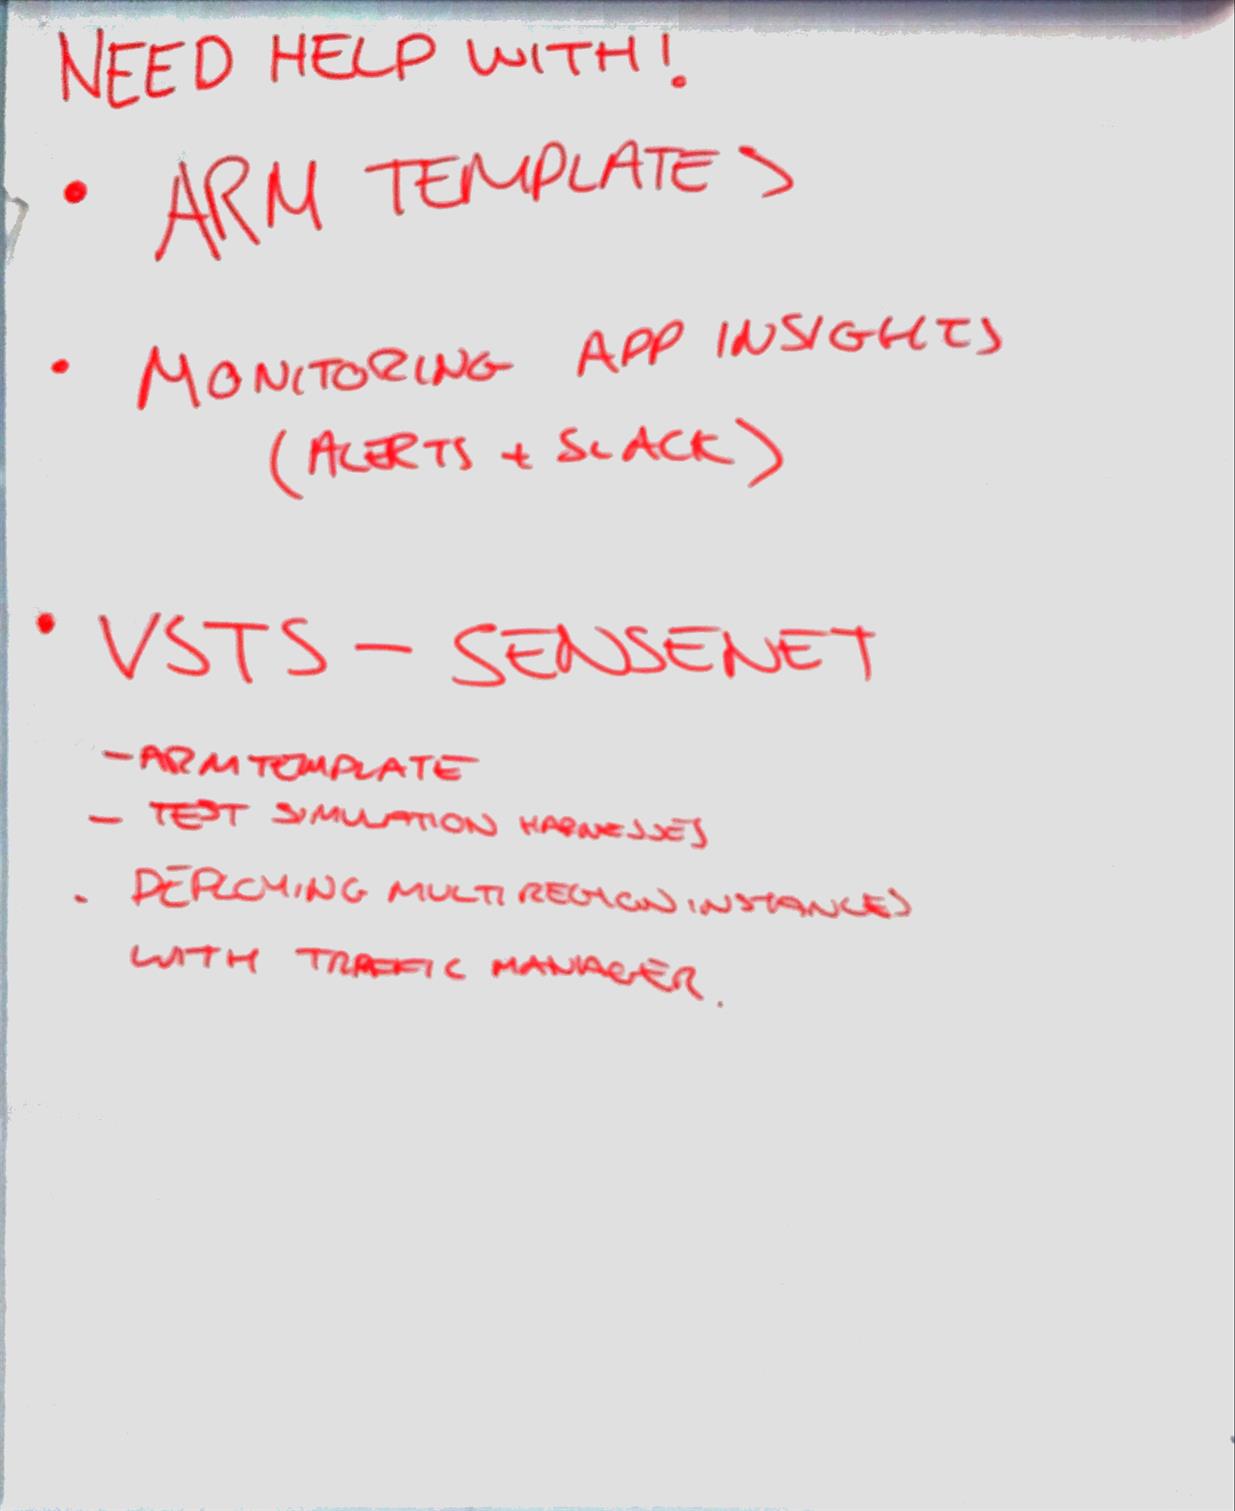 NEED HELP WITH!
• ARM TEMPLATES
• MONITORING APP INSIGHTS
(ALERTS + SLACK)
• VSTS - SENSENET
- ARM TEMPLATE
- TEST SIMULATION HARNESSES
. DEPLOYING MULTI REGION INSTANCES
WITH TRAFFIC MANAGER.